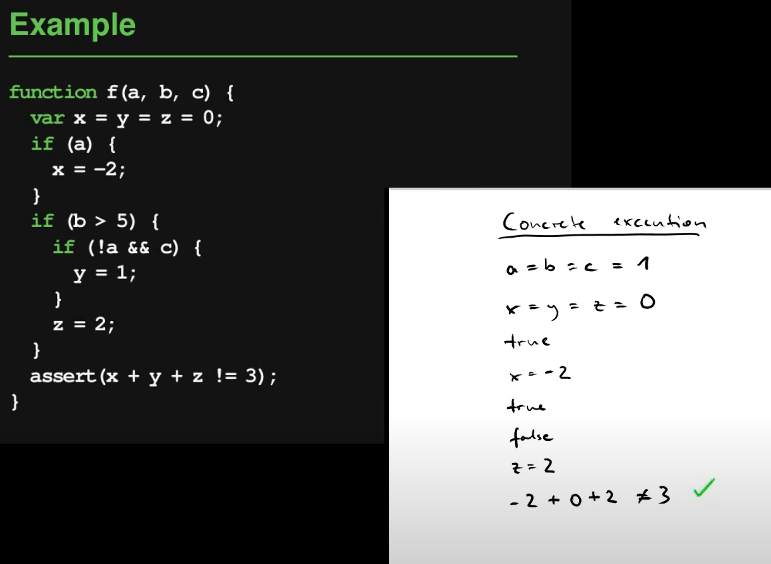 Example
function f(a, b, c) {
var x = y = z = 0;
if (a) {
x = −2;
}
if (b > 5) {
if (!a && c) {
y = 1;
}
z = 2;
}
assert(x + y + z != 3);
}
Concrete execution
a = b = c = 1
x = y = z = 0
true
x = -2
true
false
z = 2
-2 + 0 + 2 ≠ 3 ✓